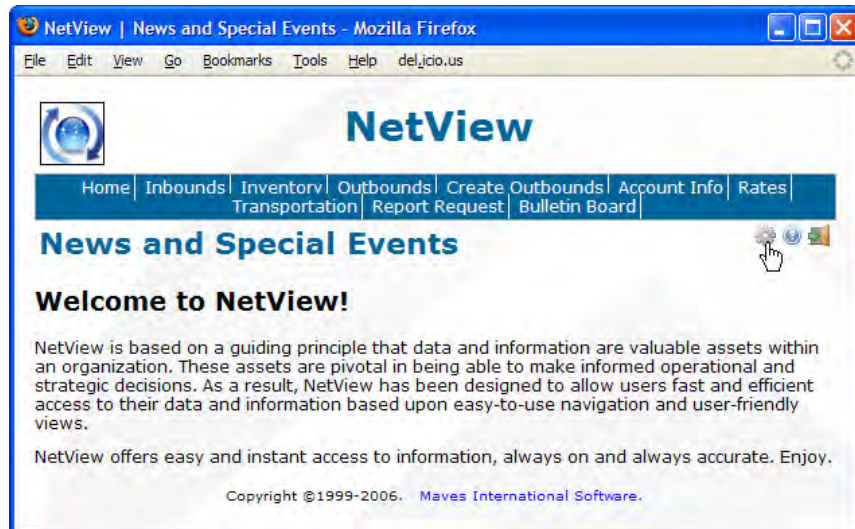 NetView | News and Special Events - Mozilla Firefox
File Edit View Go Bookmarks Tools Help del.icio.us
NetView
Home| Inbounds| Inventory| Outbounds| Create Outbounds| Account Info| Rates|
Transportation| Report Request| Bulletin Board|
News and Special Events
Welcome to NetView!
NetView is based on a guiding principle that data and information are valuable assets within
an organization. These assets are pivotal in being able to make informed operational and
strategic decisions. As a result, NetView has been designed to allow users fast and efficient
access to their data and information based upon easy-to-use navigation and user-friendly
views.
NetView offers easy and instant access to information, always on and always accurate. Enjoy.
Copyright ©1999-2006. Maves International Software.